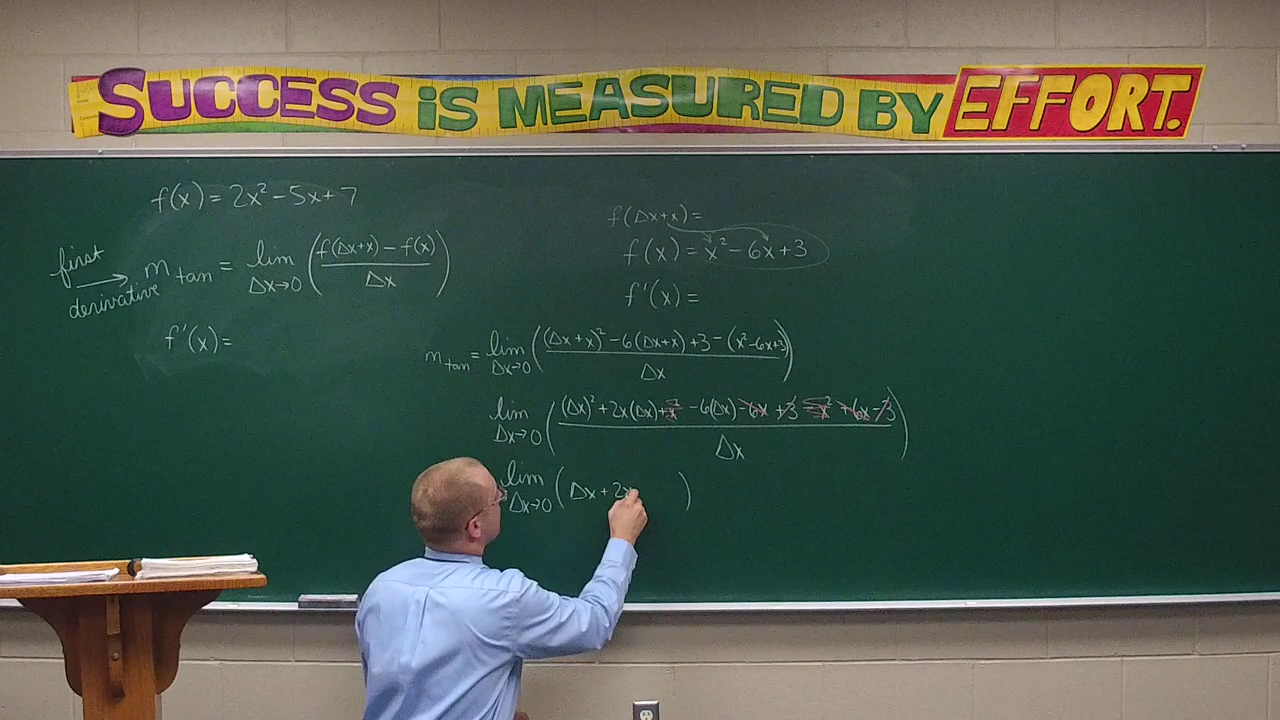 SUCCESS iS MEASURED BY EFFORT.
f(x) = 2x² - 5x + 7
first derivative → m tan = lim Δx→0 (f(Δx+x) - f(x) / Δx)
f'(x) =
f(Δx+x) =
f(x) = x² - 6x + 3
f'(x) =
m tan = lim Δx→0 ((Δx + x)² - 6(Δx+x) + 3 - (x² - 6x + 3) / Δx)
lim Δx→0 ((Δx)² + 2x(Δx) + x² - 6(Δx) - 6x + 3 - x² + 6x - 3 / Δx)
lim Δx→0 (Δx + 2x )